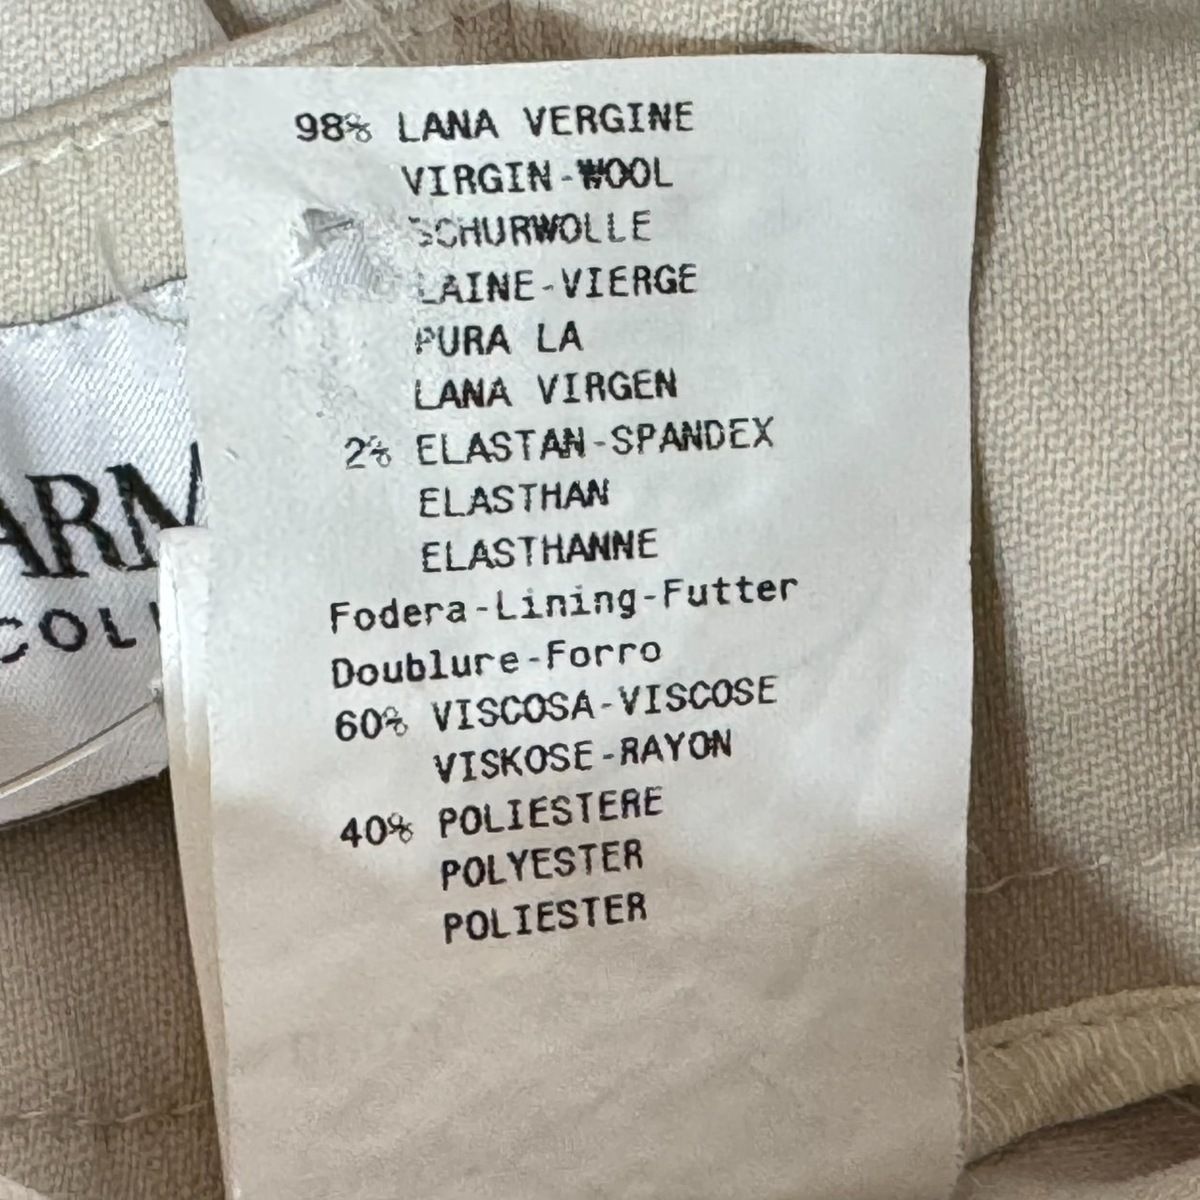 98% LANA VERGINE
VIRGIN-WOOL
SCHURWOLLE
LAINE-VIERGE
PURA LA
LANA VIRGEN
2% ELASTAN-SPANDEX
ELASTHAN
ELASTHANNE
Fodera-Lining-Futter
Doublure-Forro
60% VISCOSA-VISCOSE
VISKOSE-RAYON
40% POLIESTERE
POLYESTER
POLIESTER
ARM
COLL